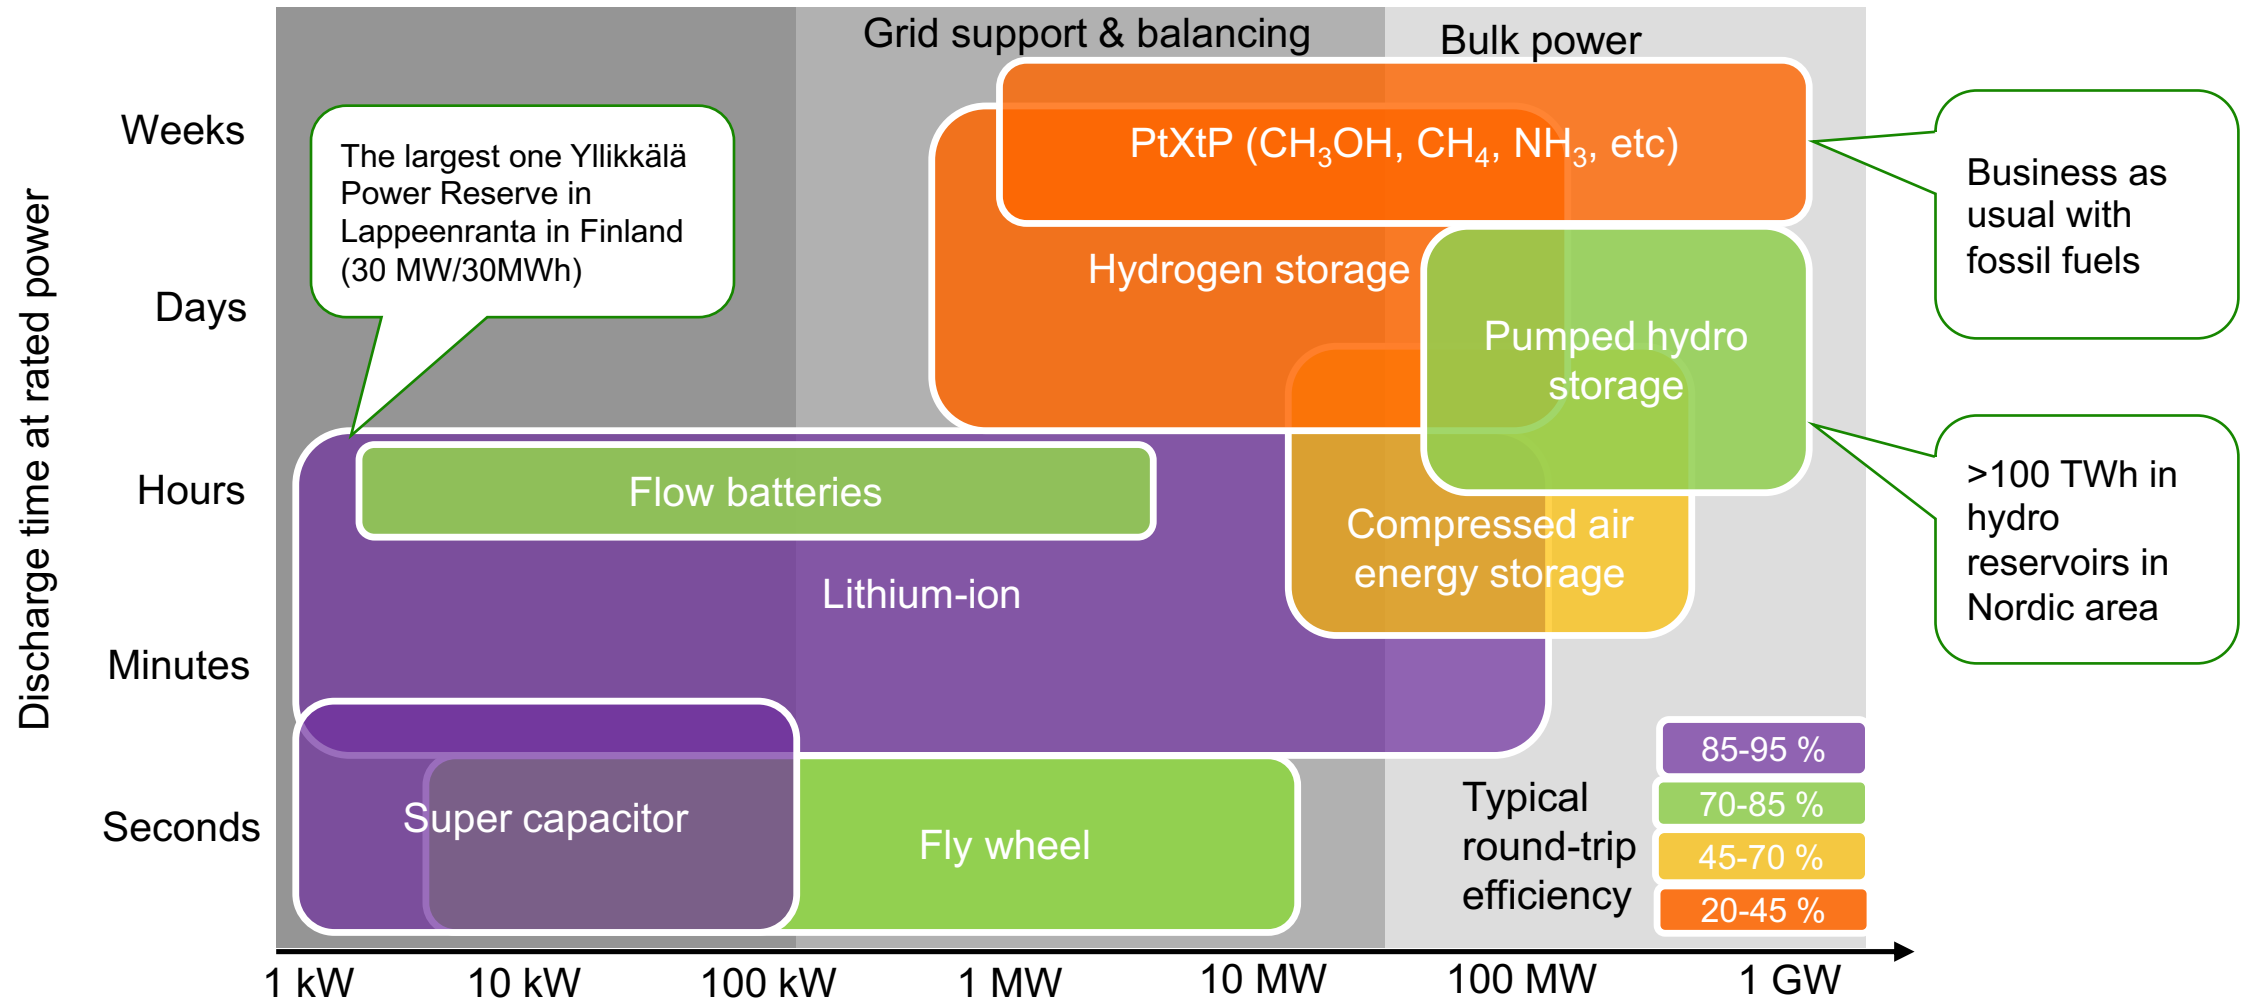 Grid support & balancing
Bulk power
Discharge time at rated power
Weeks
Days
Hours
Minutes
Seconds
The largest one Yllikkälä
Power Reserve in
Lappeenranta in Finland
(30 MW/30MWh)
PtXtP (CH₃OH, CH₄, NH₃, etc)
Hydrogen storage
Pumped hydro
storage
Flow batteries
Compressed air
energy storage
Lithium-ion
Super capacitor
Fly wheel
Business as
usual with
fossil fuels
>100 TWh in
hydro
reservoirs in
Nordic area
Typical
round-trip
efficiency
85-95 %
70-85 %
45-70 %
20-45 %
1 kW
10 kW
100 kW
1 MW
10 MW
100 MW
1 GW